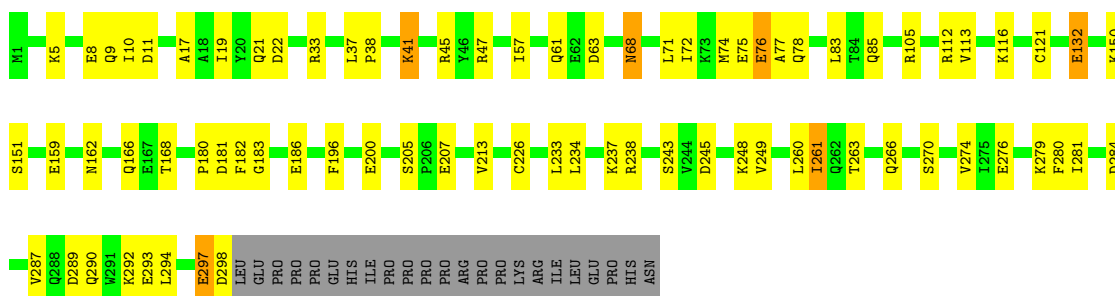 M1 K5 E8 Q9 I10 D11 A17 A18 I19 Y20 Q21 D22 R33 L37 P38 K41 R45 Y46 R47 I57 Q61 E62 D63 N68 L71 I72 K73 M74 E75 E76 A77 Q78 L83 T84 Q85 R105 R112 V113 K116 C121 E132 K150
S151 E159 N162 Q166 E167 T168 P180 D181 F182 G183 E186 F196 E200 S205 P206 E207 V213 C226 L233 L234 K237 R238 S243 V244 D245 K248 V249 L260 I261 Q262 T263 Q266 S270 V274 I275 E276 K279 F280 I281 D284
V287 Q288 D289 Q290 W291 K292 E293 L294 E297 D298 LEU GLU PRO PRO PRO GLU HIS ILE PRO PRO PRO PRO ARG PRO PRO LYS ARG ILE LEU GLU PRO HIS ASN